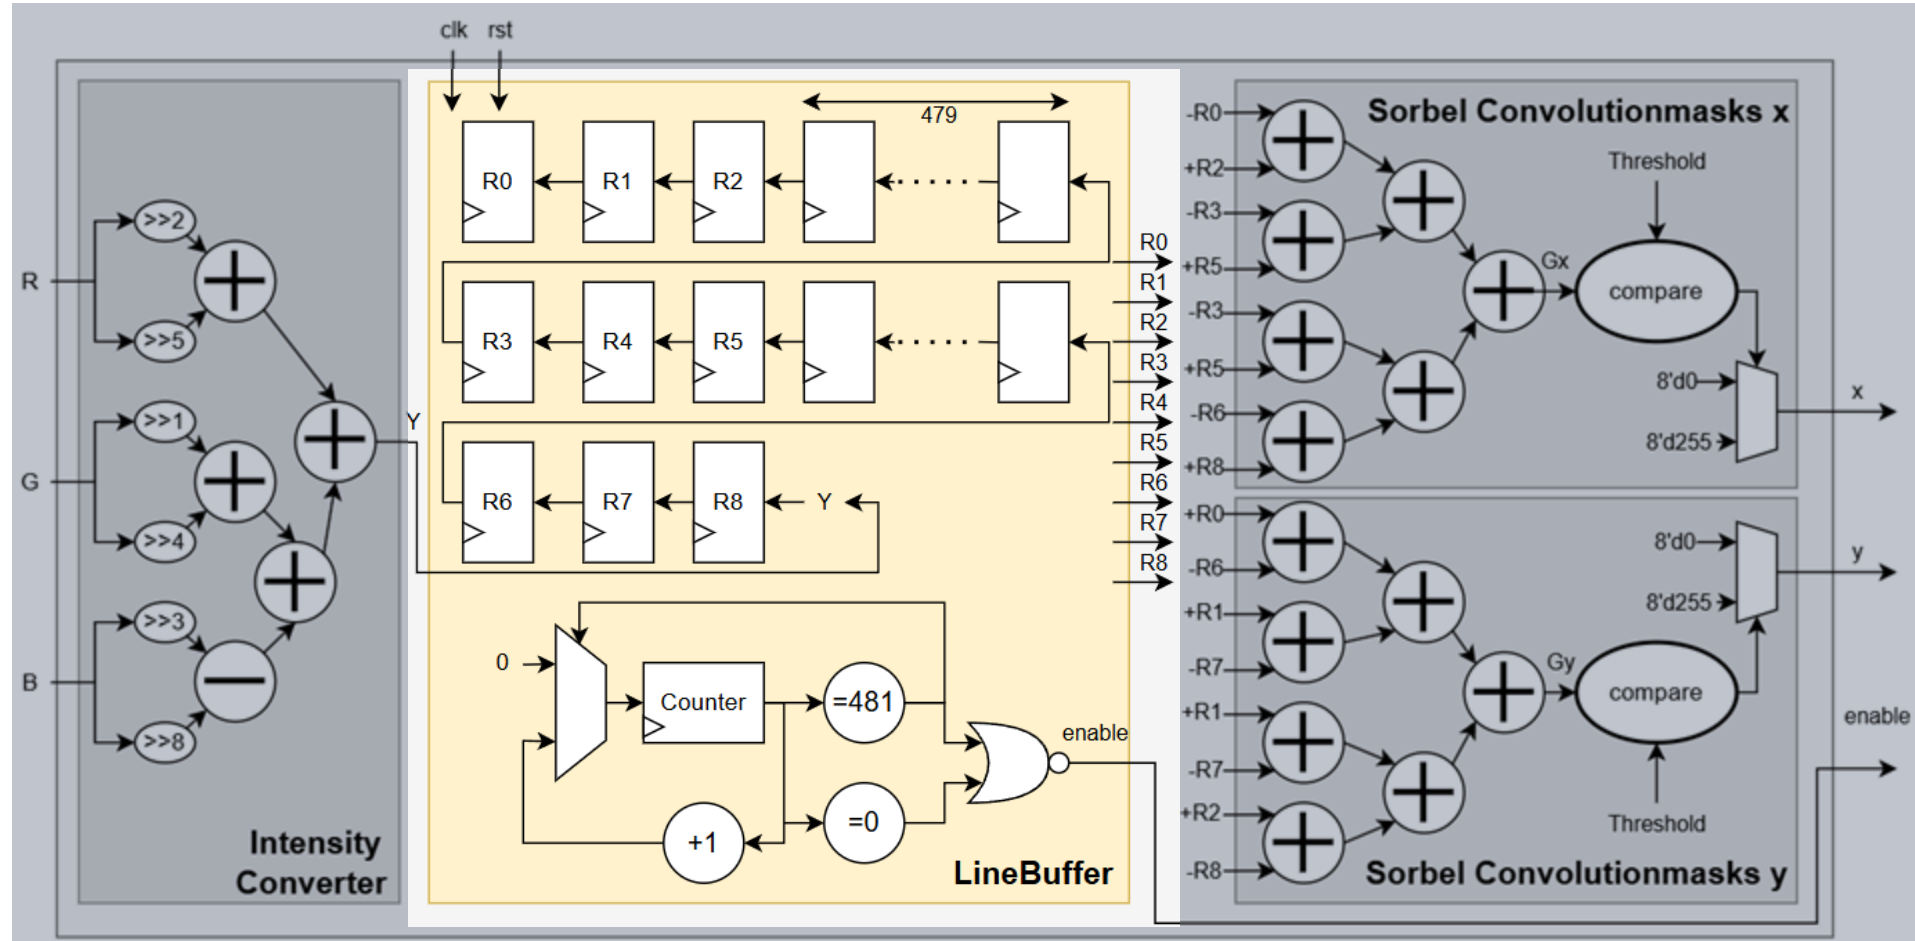 clk rst
R
>>2
>>5
G
>>1
>>4
B
>>3
>>8
Intensity
Converter
Y
479
R0 R1 R2
R3 R4 R5
R6 R7 R8 Y
0
Counter
=481
=0
+1
enable
LineBuffer
R0
R1
R2
R3
R4
R5
R6
R7
R8
Sorbel Convolutionmasks x
-R0
+R2
-R3
+R5
-R3
+R5
-R6
+R8
Threshold
Gx
compare
8'd0
8'd255
x
+R0
-R6
+R1
-R7
+R1
-R7
+R2
-R8
8'd0
8'd255
y
Gy
compare
Threshold
enable
Sorbel Convolutionmasks y